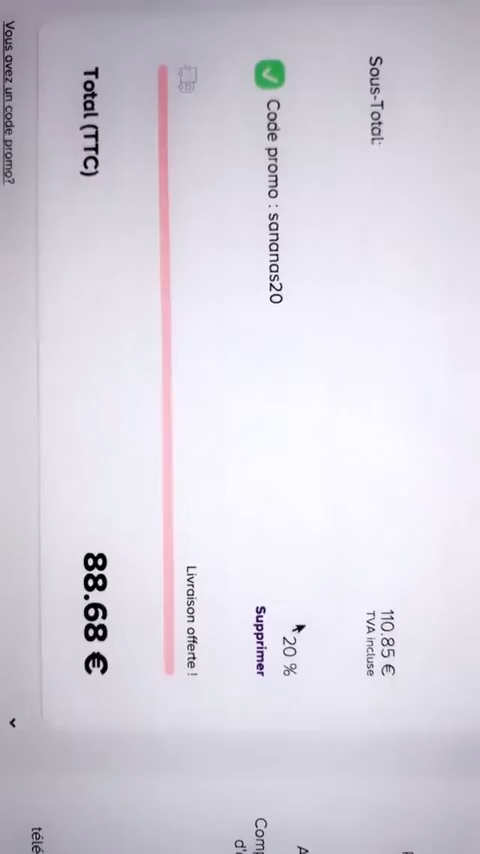 Sous-Total:
110.85 €
TVA incluse
Code promo : sananas20
20 %
Supprimer
Livraison offerte !
Total (TTC)
88.68 €
Vous avez un code promo?